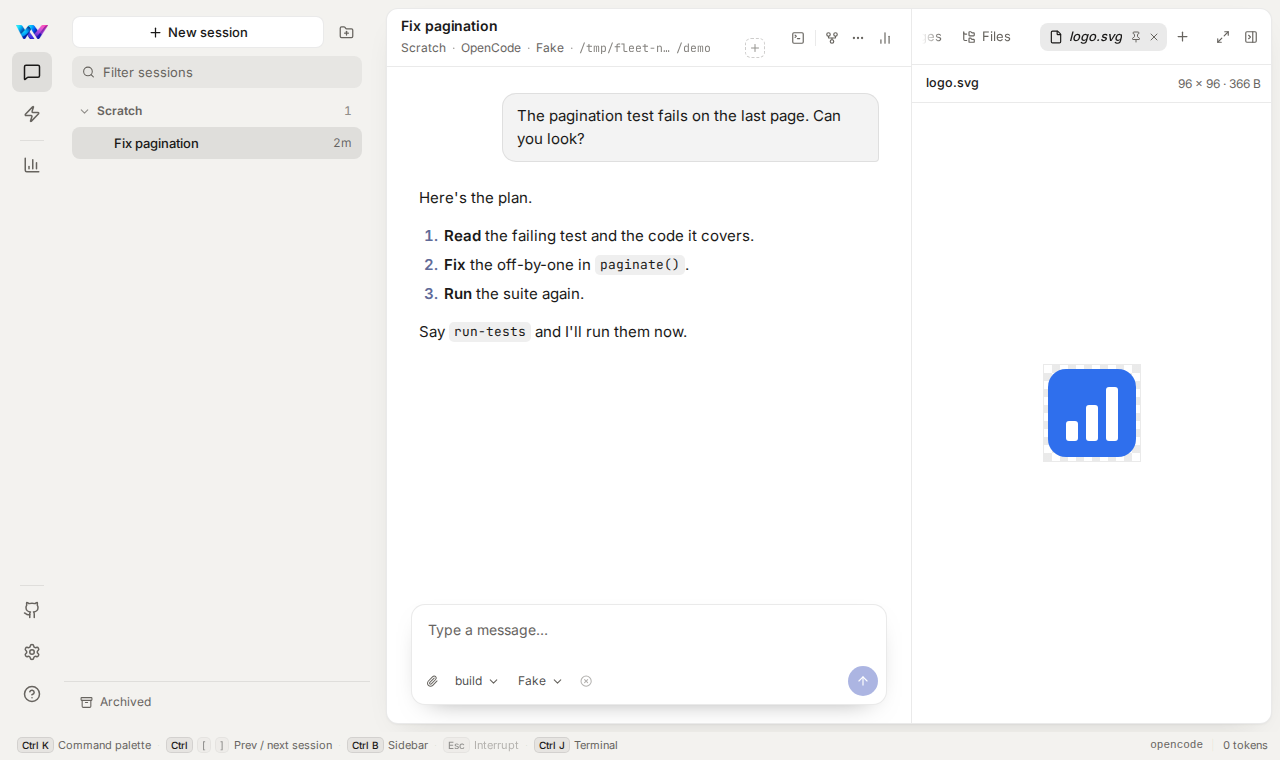 New session
Filter sessions
Scratch 1
Fix pagination 2m
Archived
Fix pagination
Scratch · OpenCode · Fake · /tmp/fleet-n… /demo
The pagination test fails on the last page. Can
you look?
Here's the plan.
1. Read the failing test and the code it covers.
2. Fix the off-by-one in paginate().
3. Run the suite again.
Say run-tests and I'll run them now.
Type a message...
build Fake
Files logo.svg
logo.svg 96 × 96 · 366 B
Ctrl K Command palette Ctrl [ ] Prev / next session Ctrl B Sidebar Esc Interrupt Ctrl J Terminal opencode 0 tokens